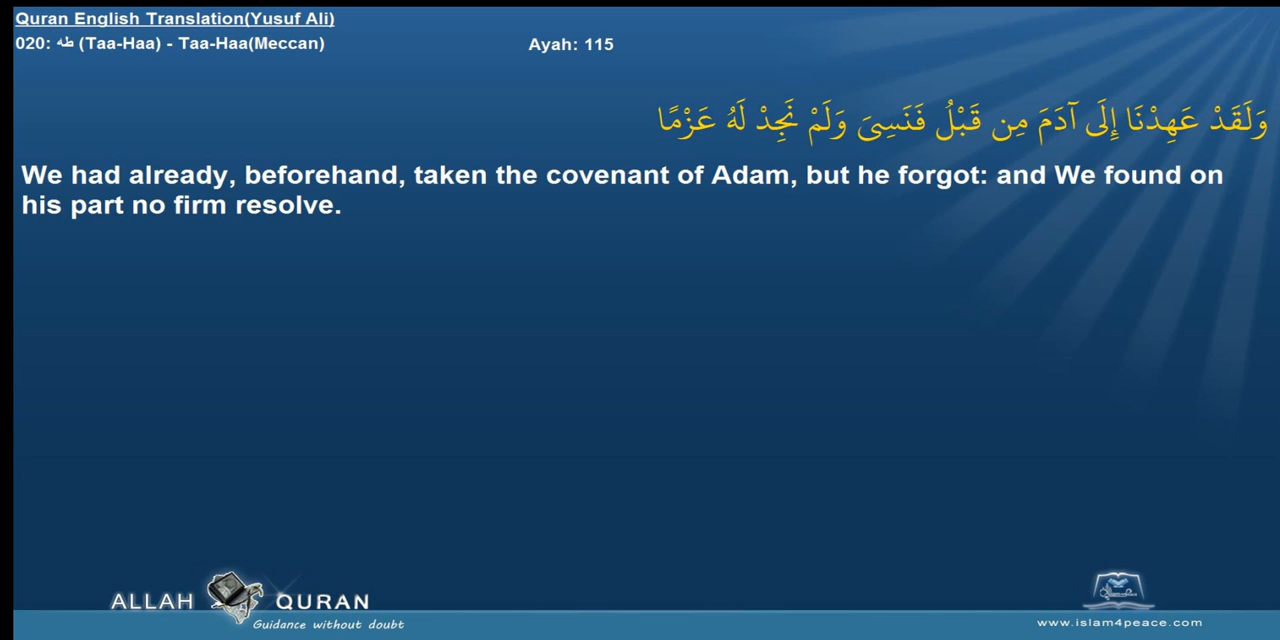 Quran English Translation(Yusuf Ali)
020: طه (Taa-Haa) - Taa-Haa(Meccan) Ayah: 115
وَلَقَدْ عَهِدْنَا إِلَى آدَمَ مِن قَبْلُ فَنَسِىَ وَلَمْ نَجِدْ لَهُ عَزْمًا
We had already, beforehand, taken the covenant of Adam, but he forgot: and We found on
his part no firm resolve.
ALLAH QURAN
Guidance without doubt
www.islam4peace.com